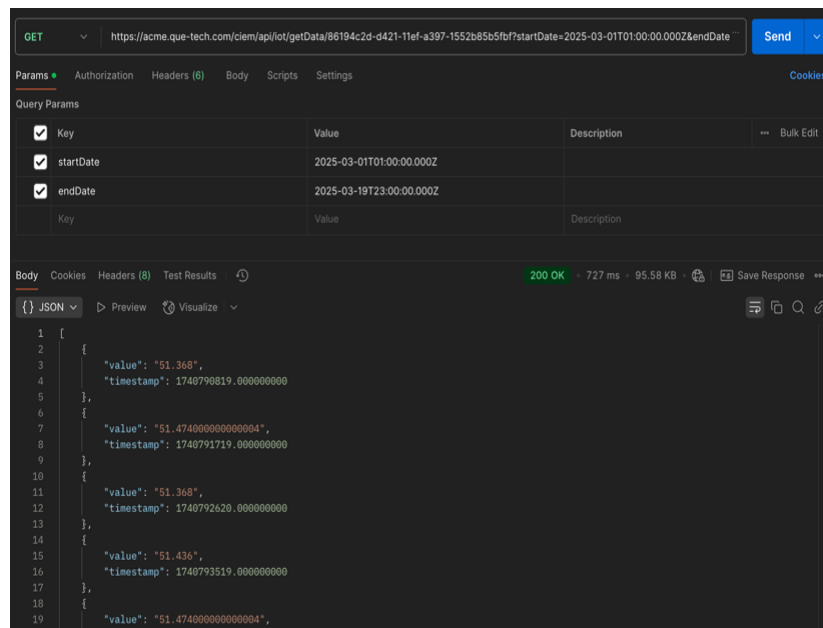 GET https://acme.que-tech.com/ciem/api/iot/getData/86194c2d-d421-11ef-a397-1552b85b5fbf?startDate=2025-03-01T01:00:00.000Z&endDate ··· Send
Params Authorization Headers (6) Body Scripts Settings Cookies
Query Params
Key Value Description ··· Bulk Edit
startDate 2025-03-01T01:00:00.000Z
endDate 2025-03-19T23:00:00.000Z
Key Value Description
Body Cookies Headers (8) Test Results 200 OK • 727 ms • 95.58 KB • Save Response ···
{} JSON Preview Visualize
1 [
2 {
3 "value": "51.368",
4 "timestamp": 1740790819.000000000
5 },
6 {
7 "value": "51.474000000000004",
8 "timestamp": 1740791719.000000000
9 },
10 {
11 "value": "51.368",
12 "timestamp": 1740792620.000000000
13 },
14 {
15 "value": "51.436",
16 "timestamp": 1740793519.000000000
17 },
18 {
19 "value": "51.474000000000004",